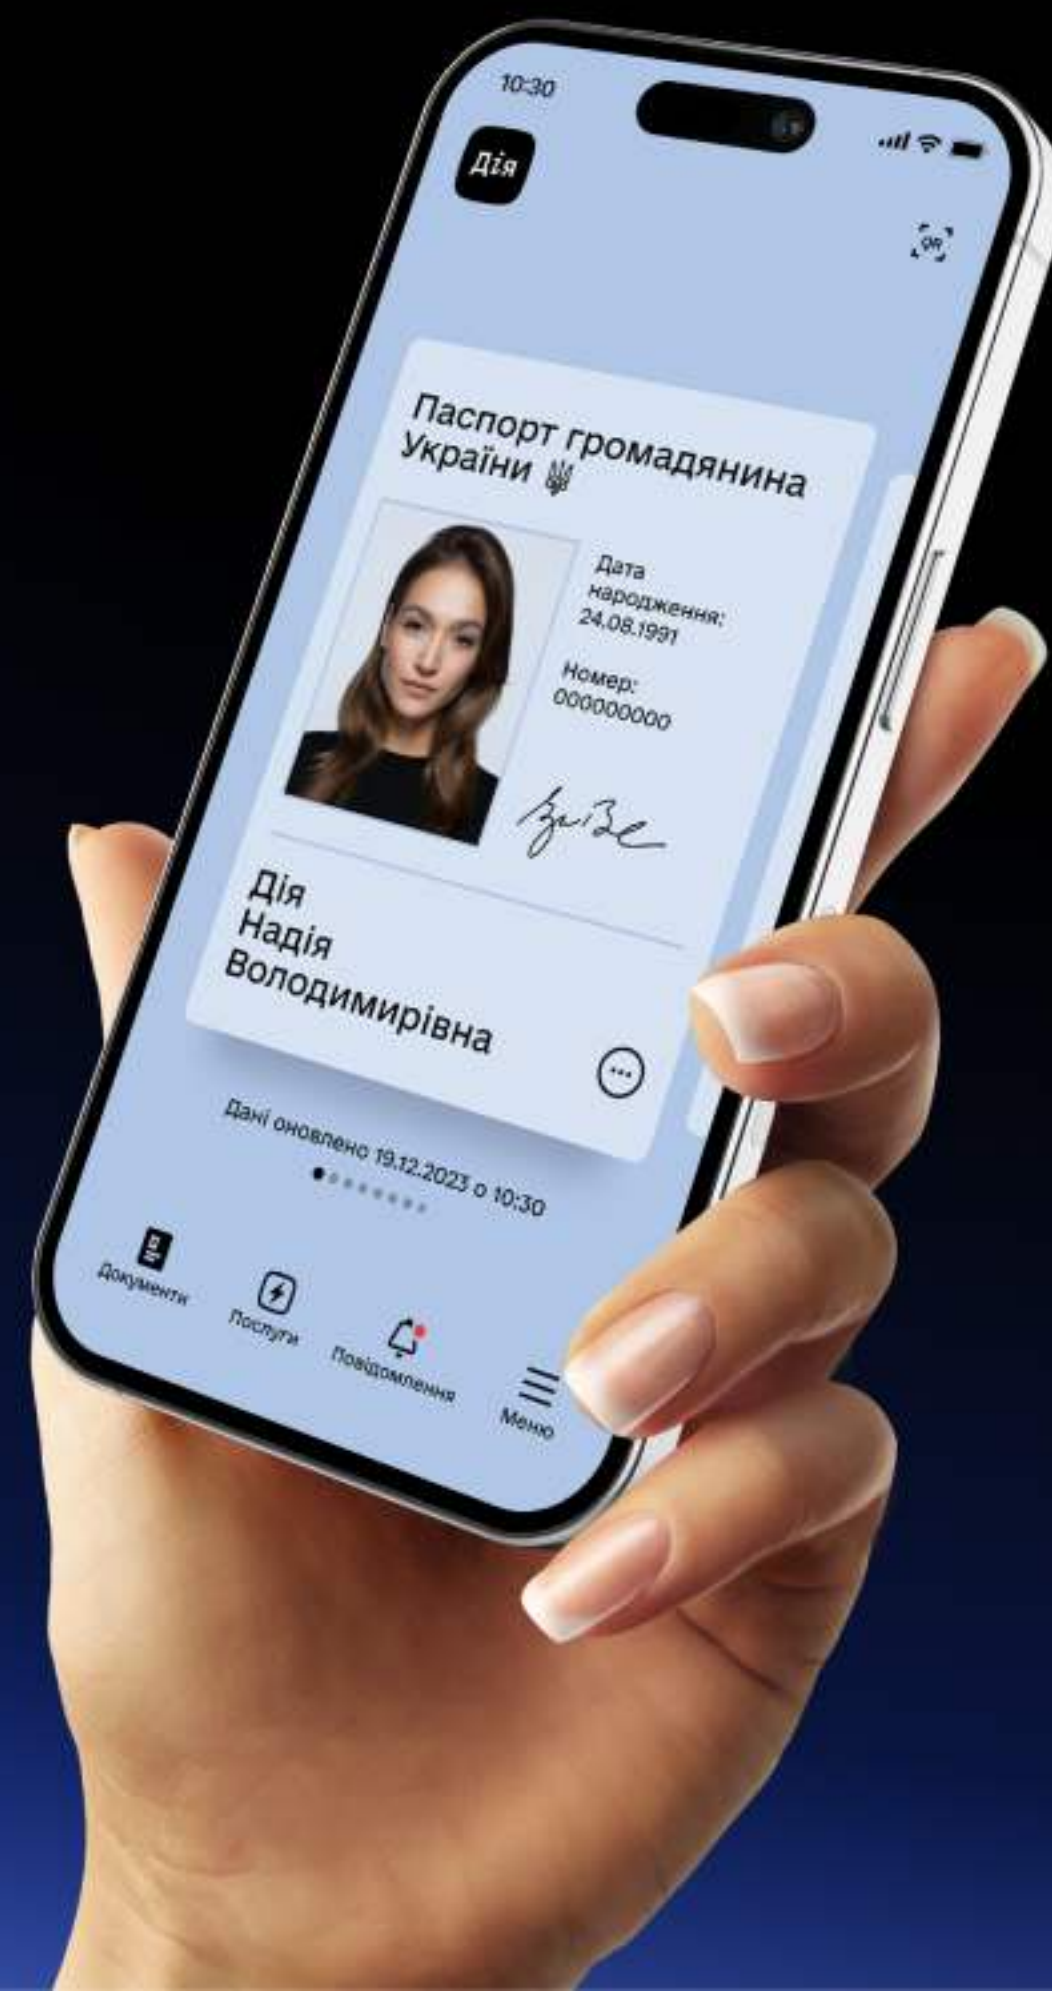 10:30
Дія
QR
Паспорт громадянина
України
Дата
народження:
24.08.1991
Номер:
000000000
Дія
Надія
Володимирівна
Дані оновлено 19.12.2023 о 10:30
Документи
Послуги
Повідомлення
Меню